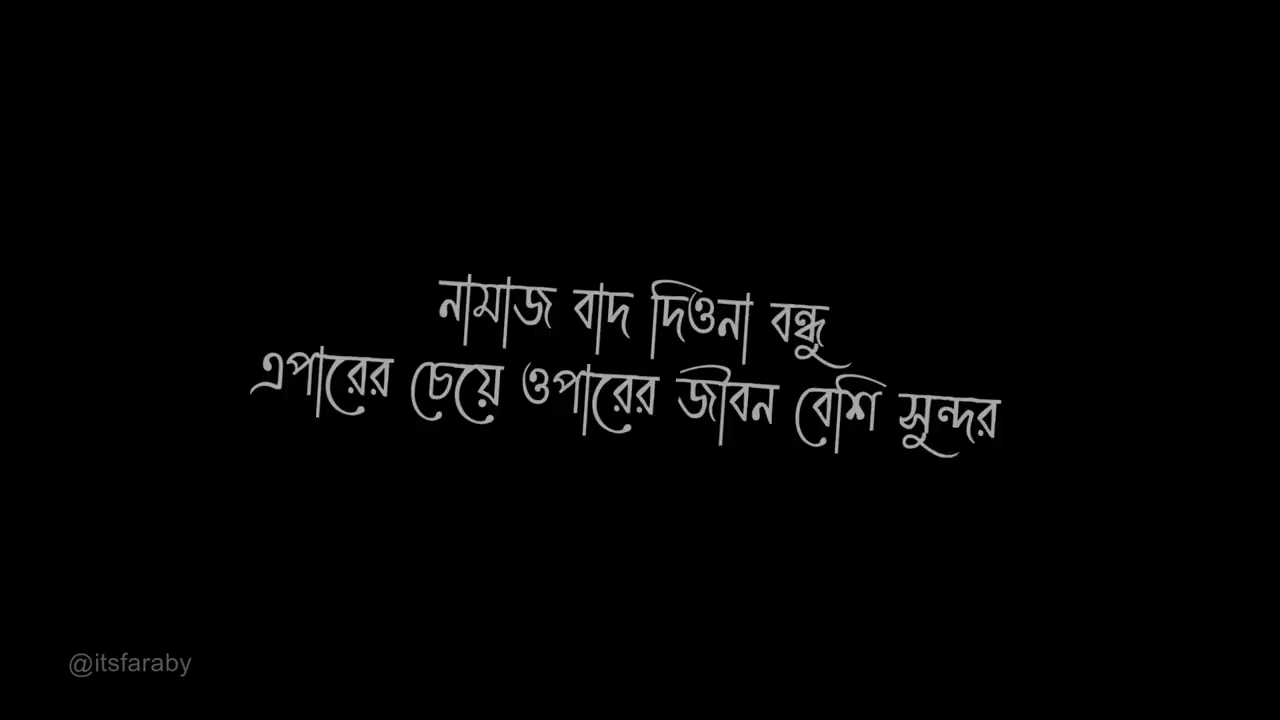 নামাজ বাদ দিওনা বন্ধু
এপারের চেয়ে ওপারের জীবন বেশি সুন্দর
@itsfaraby